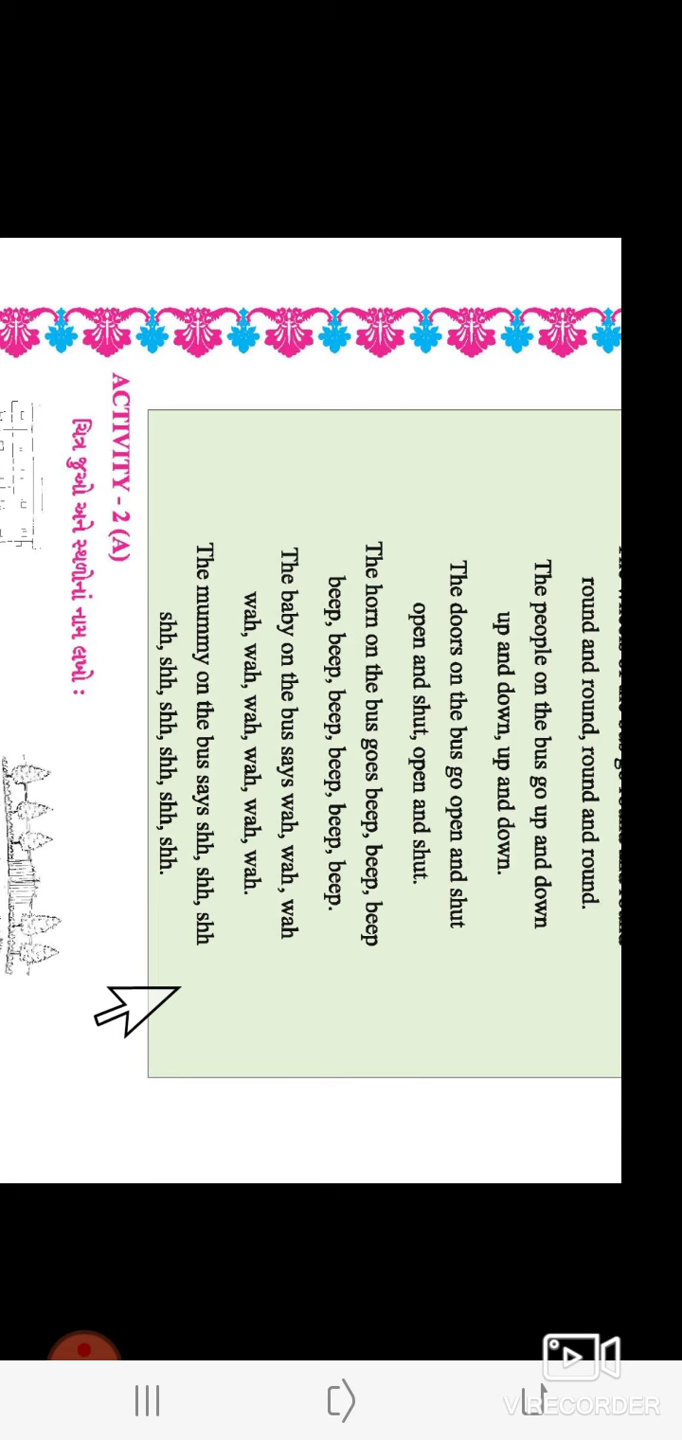 round and round, round and round.
The people on the bus go up and down
up and down, up and down.
The doors on the bus go open and shut
open and shut, open and shut.
The horn on the bus goes beep, beep, beep
beep, beep, beep, beep, beep, beep.
The baby on the bus says wah, wah, wah
wah, wah, wah, wah, wah, wah.
The mummy on the bus says shh, shh, shh
shh, shh, shh, shh, shh, shh.
ACTIVITY - 2 (A)
ચિત્ર જુઓ અને સ્થળોનાં નામ લખો :
V RECORDER